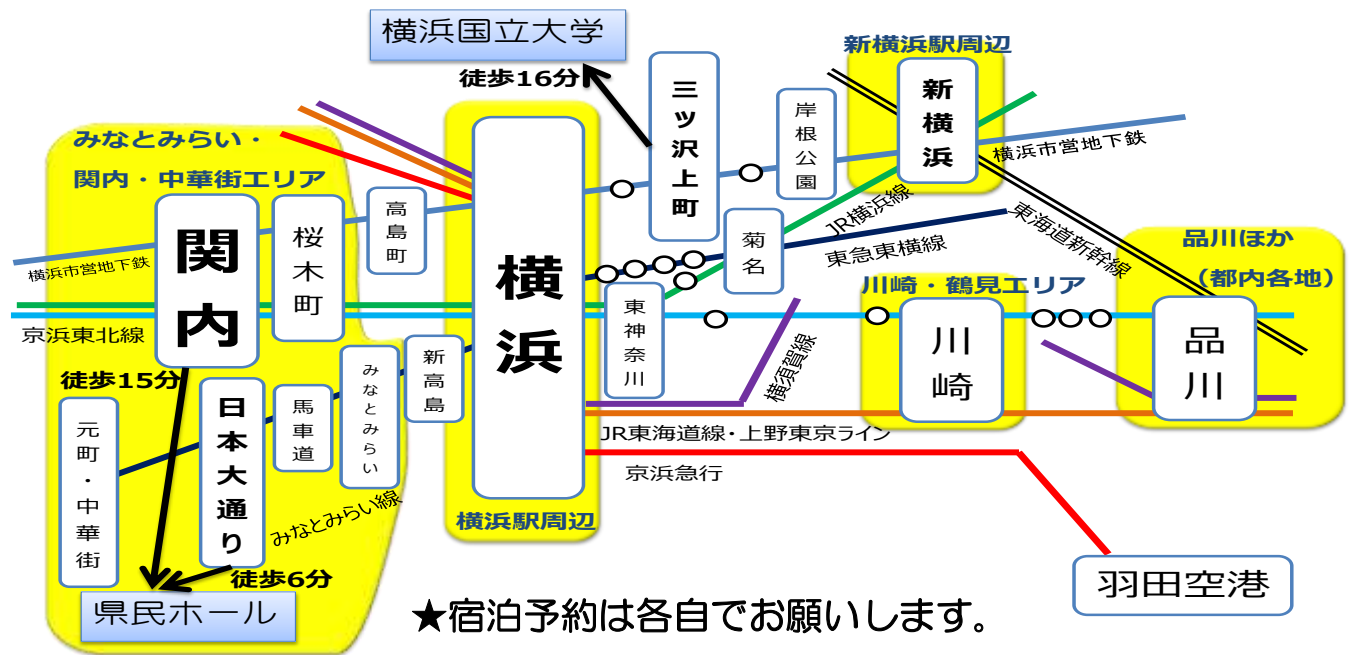 横浜国立大学
徒歩16分
新横浜駅周辺
新横浜
三ツ沢上町
岸根公園
横浜市営地下鉄
みなとみらい・
関内・中華街エリア
関内
桜木町
高島町
横浜
菊名
JR横浜線
東急東横線
東海道新幹線
品川ほか
(都内各地)
横浜市営地下鉄
京浜東北線
東神奈川
川崎・鶴見エリア
川崎
品川
横須賀線
徒歩15分
元町・中華街
日本大通り
馬車道
みなとみらい
新高島
みなとみらい線
JR東海道線・上野東京ライン
京浜急行
横浜駅周辺
徒歩6分
県民ホール
羽田空港
★宿泊予約は各自でお願いします。